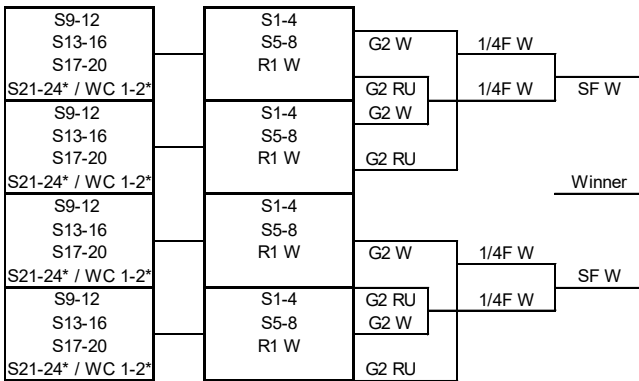 S9-12
S13-16
S17-20
S21-24* / WC 1-2*
S9-12
S13-16
S17-20
S21-24* / WC 1-2*
S9-12
S13-16
S17-20
S21-24* / WC 1-2*
S9-12
S13-16
S17-20
S21-24* / WC 1-2*
S1-4
S5-8
R1 W
S1-4
S5-8
R1 W
S1-4
S5-8
R1 W
S1-4
S5-8
R1 W
G2 W
G2 RU
G2 W
G2 RU
G2 W
G2 RU
G2 W
G2 RU
1/4F W
1/4F W
1/4F W
1/4F W
SF W
Winner
SF W